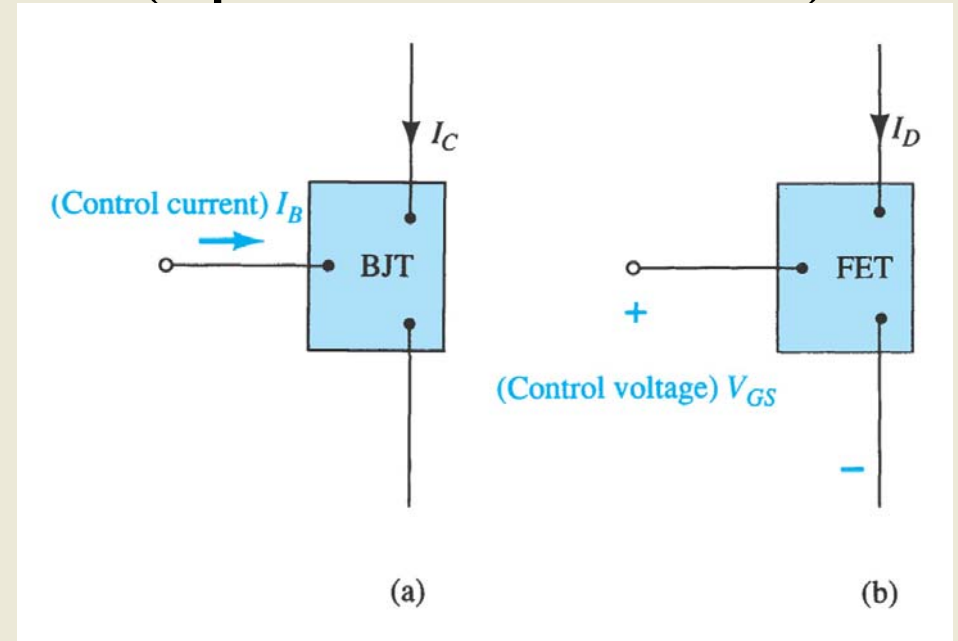 I_C
I_D
(Control current) I_B
BJT
FET
+
(Control voltage) V_GS
−
(a)
(b)